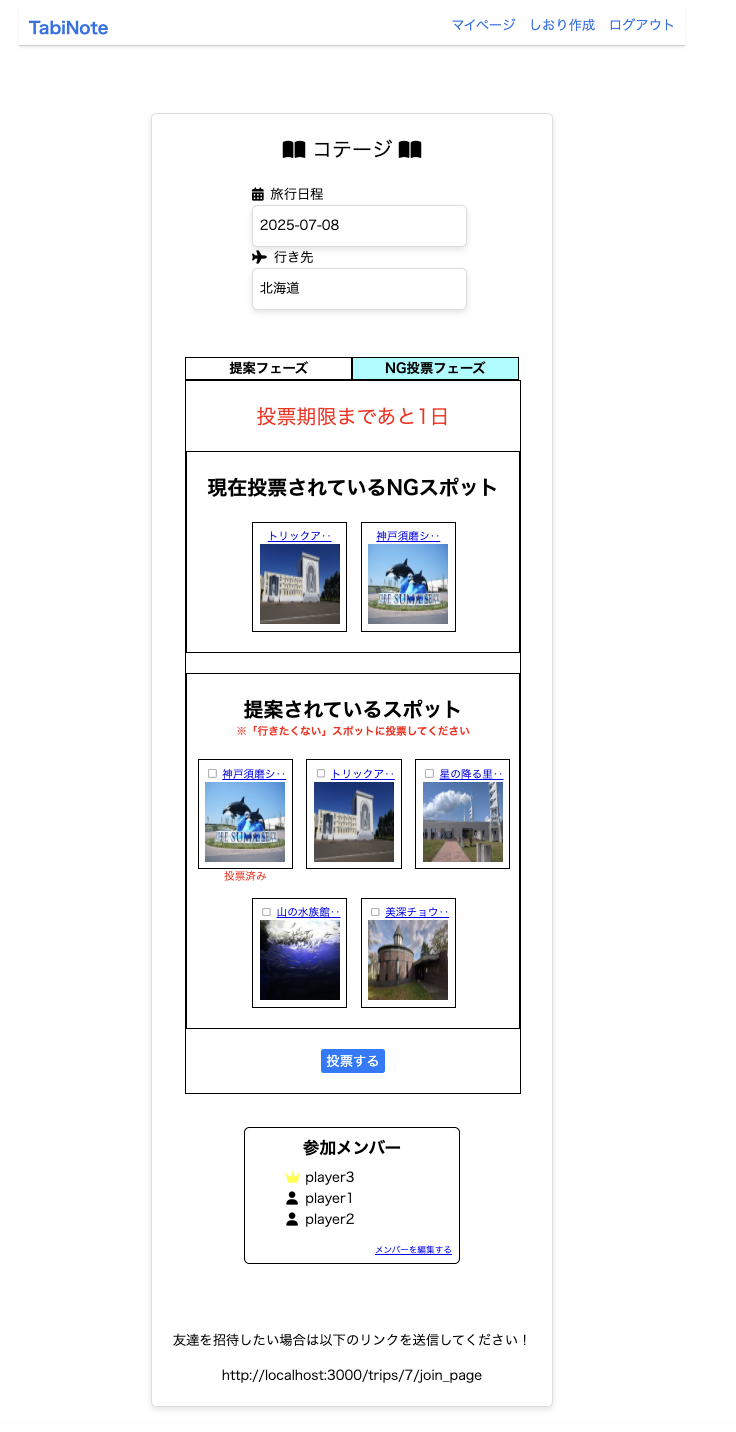 TabiNote
マイページ しおり作成 ログアウト
コテージ
旅行日程
2025-07-08
行き先
北海道
提案フェーズ NG投票フェーズ
投票期限まであと1日
現在投票されているNGスポット
トリックア‥ 神戸須磨シ‥
提案されているスポット
※「行きたくない」スポットに投票してください
神戸須磨シ‥ トリックア‥ 星の降る里‥
投票済み
山の水族館‥ 美深チョウ‥
投票する
参加メンバー
player3
player1
player2
メンバーを編集する
友達を招待したい場合は以下のリンクを送信してください！
http://localhost:3000/trips/7/join_page